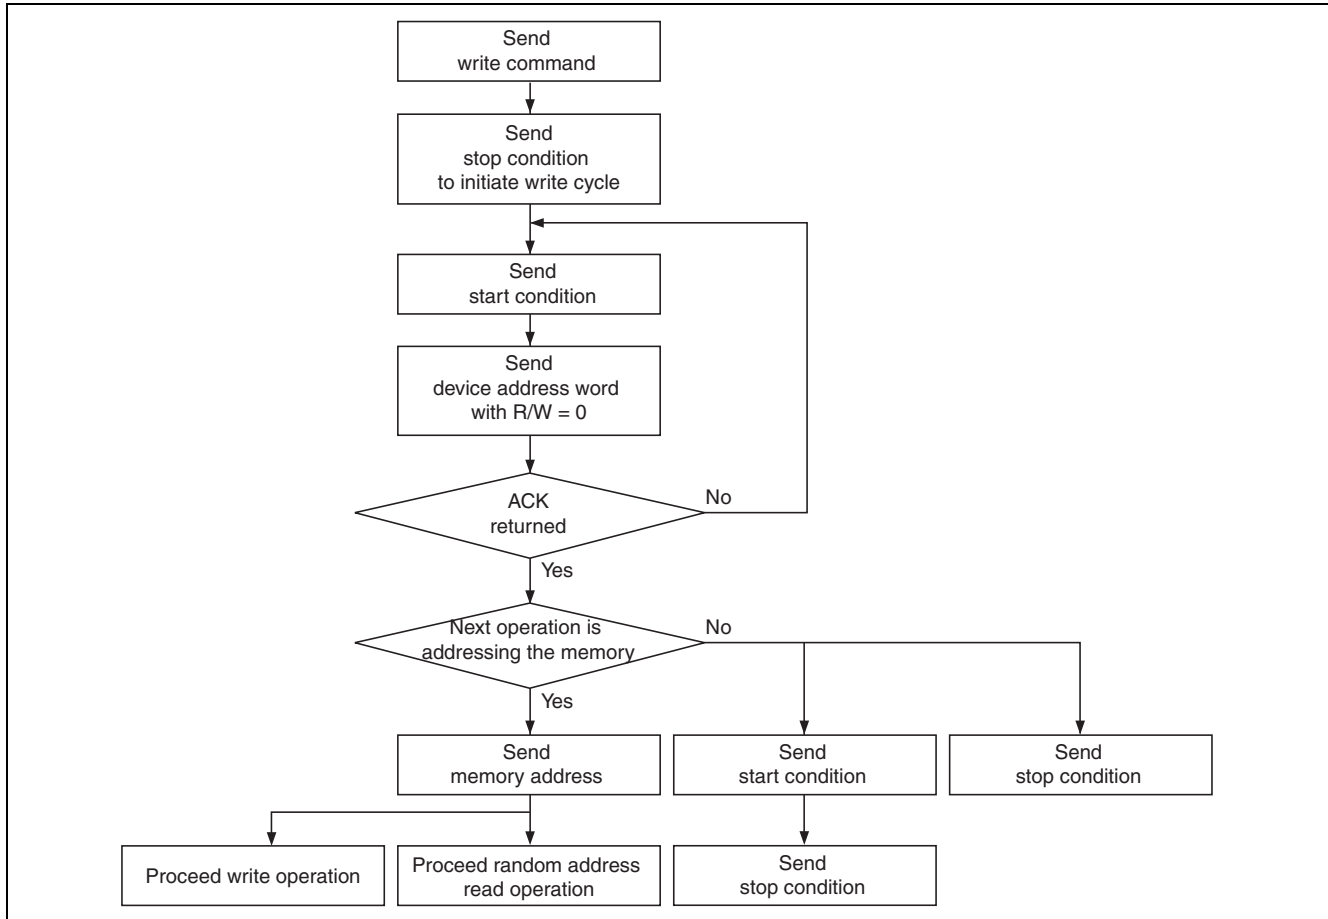 Send
write command
Send
stop condition
to initiate write cycle
Send
start condition
Send
device address word
with R/W = 0
ACK
returned
No
Yes
Next operation is
addressing the memory
No
Yes
Send
memory address
Send
start condition
Send
stop condition
Proceed write operation
Proceed random address
read operation
Send
stop condition